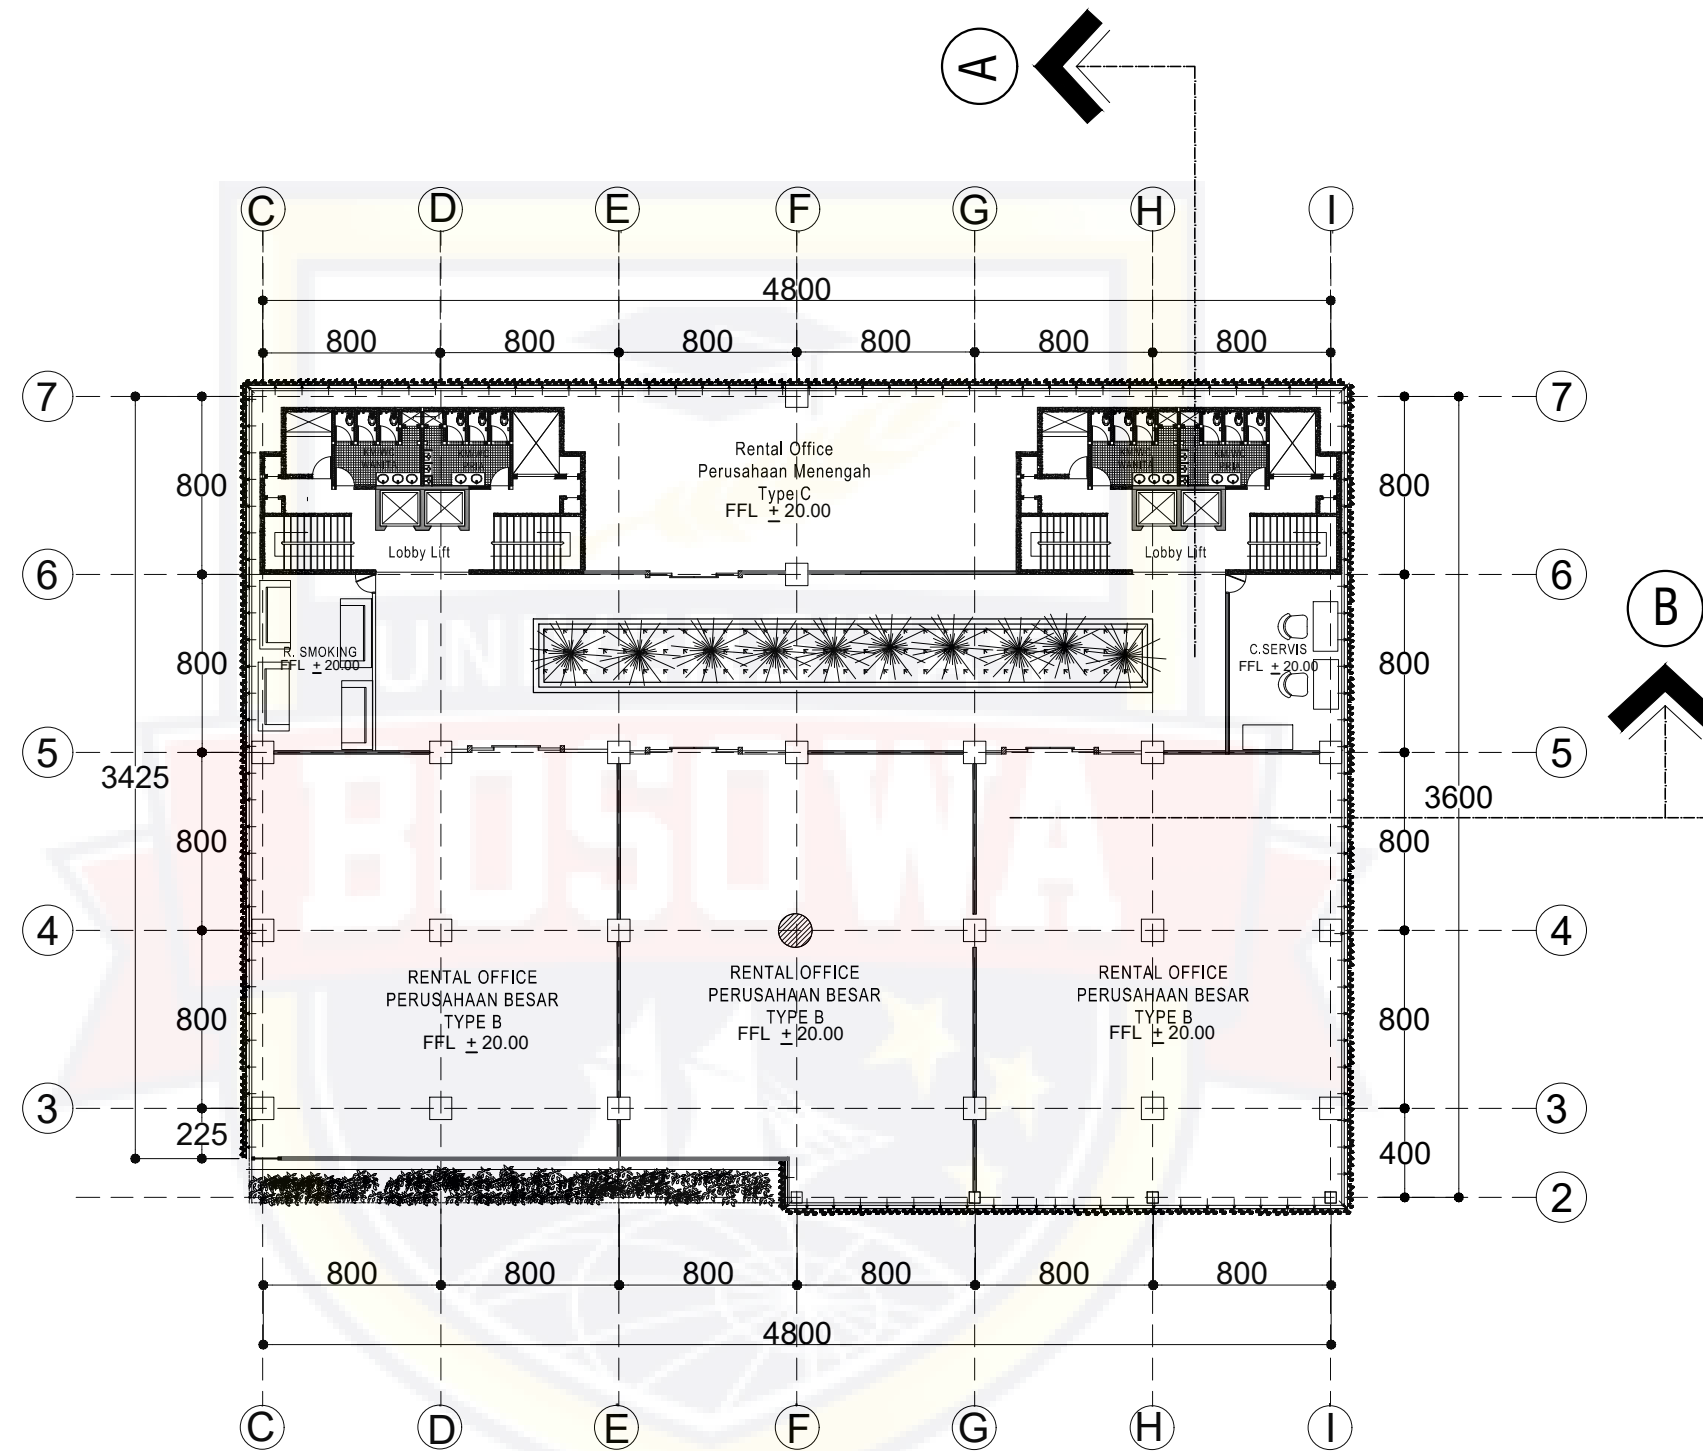 A
C D E F G H I
4800
800 800 800 800 800 800
7 7
Rental Office
Perusahaan Menengah
Type C
FFL ± 20.00
800 800
Lobby Lift Lobby Lift
6 6
B
R. SMOKING
FFL ± 20.00
C.SERVIS
FFL ± 20.00
800 800
UN
5 5
3425 3600
BOSOWA
800 800
4 4
RENTAL OFFICE
PERUSAHAAN BESAR
TYPE B
FFL ± 20.00
RENTAL OFFICE
PERUSAHAAN BESAR
TYPE B
FFL ± 20.00
RENTAL OFFICE
PERUSAHAAN BESAR
TYPE B
FFL ± 20.00
800 800
3 3
225 400
2
800 800 800 800 800 800
4800
C D E F G H I